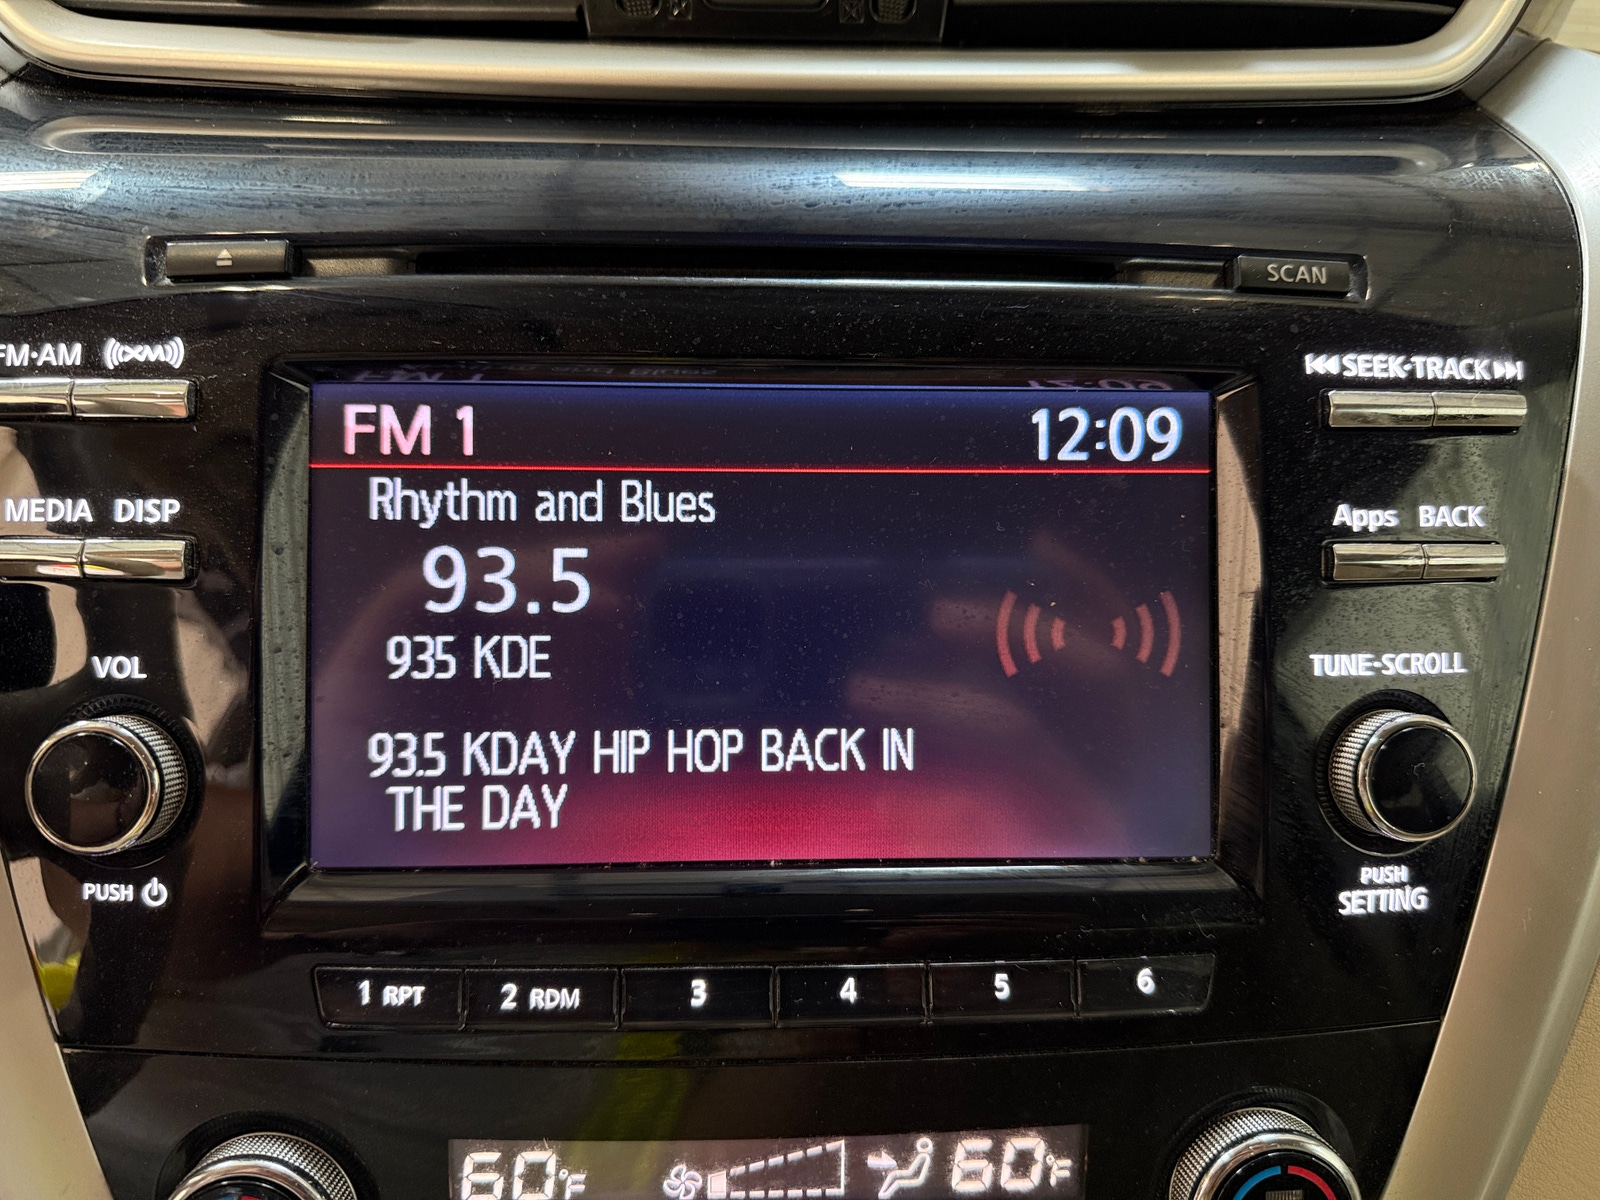 SCAN
FM·AM XM
SEEK·TRACK
FM 1 12:09
Rhythm and Blues
MEDIA DISP
Apps BACK
93.5
935 KDE
VOL
TUNE·SCROLL
93.5 KDAY HIP HOP BACK IN
THE DAY
PUSH
PUSH
SETTING
1 RPT 2 RDM 3 4 5 6
60°F 60°F